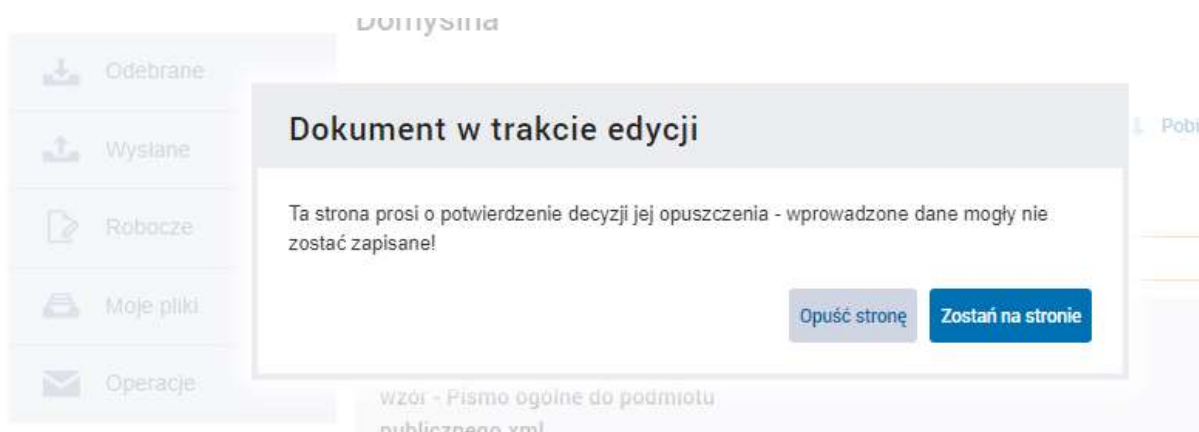 Domyślna
Odebrane
Dokument w trakcie edycji
Pobi
Wysłane
Ta strona prosi o potwierdzenie decyzji jej opuszczenia - wprowadzone dane mogły nie
zostać zapisane!
Robocze
Moje pliki
Opuść stronę
Zostań na stronie
Operacje
wzór - Pismo ogólne do podmiotu
publicznego.xml